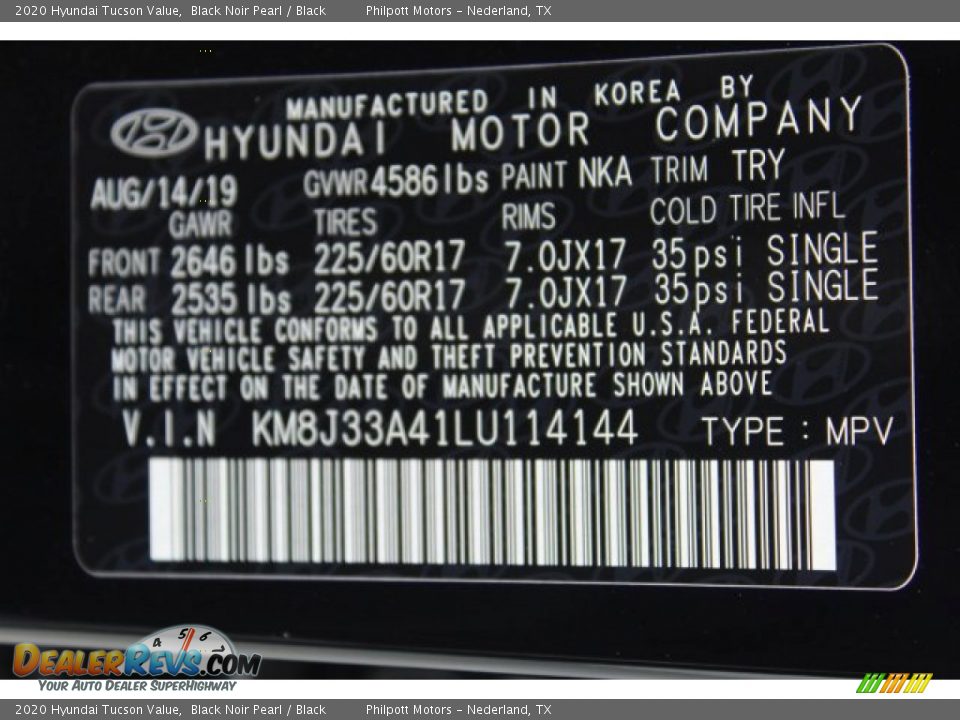 2020 Hyundai Tucson Value,  Black Noir Pearl / Black  Philpott Motors – Nederland, TX
MANUFACTURED IN KOREA BY
HYUNDAI MOTOR COMPANY
AUG/14/19 GVWR 4586 lbs PAINT NKA TRIM TRY
GAWR TIRES RIMS COLD TIRE INFL
FRONT 2646 lbs 225/60R17 7.0JX17 35psi SINGLE
REAR 2535 lbs 225/60R17 7.0JX17 35psi SINGLE
THIS VEHICLE CONFORMS TO ALL APPLICABLE U.S.A. FEDERAL
MOTOR VEHICLE SAFETY AND THEFT PREVENTION STANDARDS
IN EFFECT ON THE DATE OF MANUFACTURE SHOWN ABOVE
V.I.N KM8J33A41LU114144 TYPE : MPV
4 5 6 7
DEALERREVS.COM
YOUR AUTO DEALER SUPERHIGHWAY
2020 Hyundai Tucson Value,  Black Noir Pearl / Black  Philpott Motors – Nederland, TX